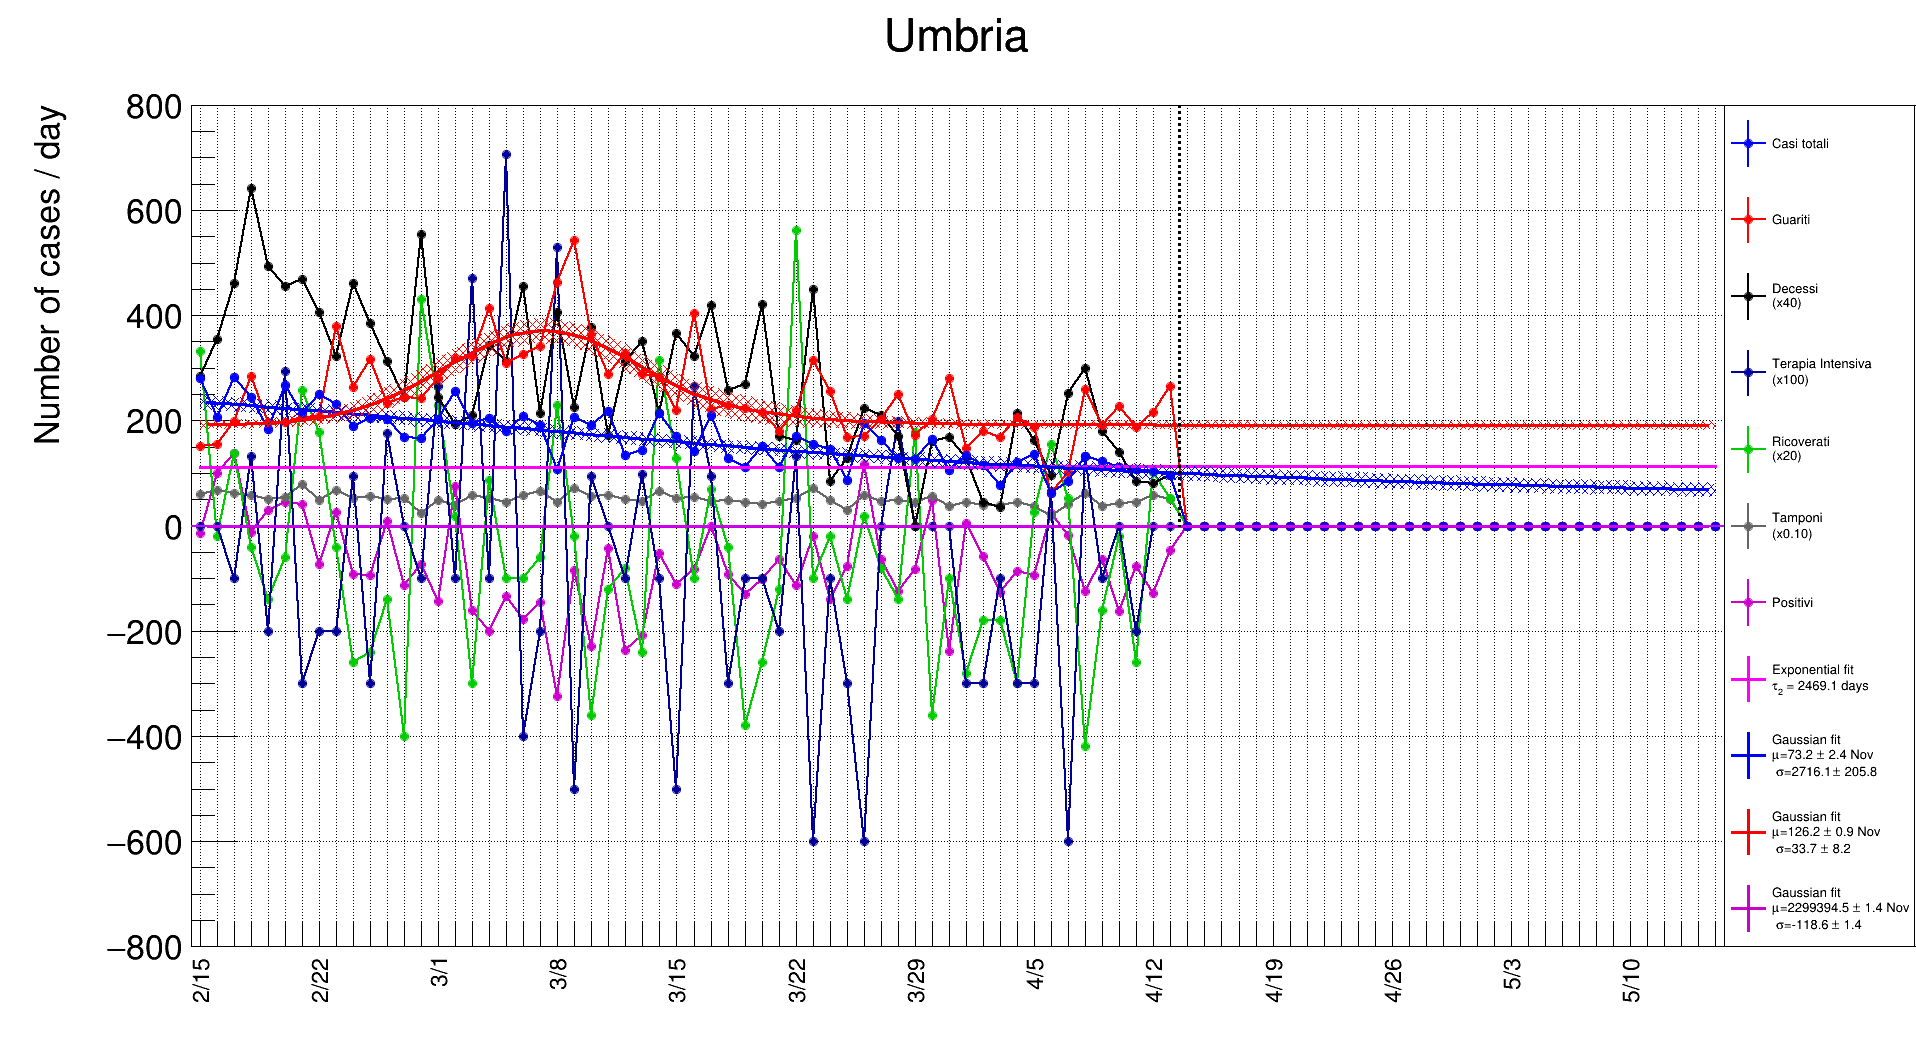 Umbria
Number of cases / day
800
600
400
200
0
−200
−400
−600
−800
2/15
2/22
3/1
3/8
3/15
3/22
3/29
4/5
4/12
4/19
4/26
5/3
5/10
Casi totali
Guariti
Decessi
(x40)
Terapia Intensiva
(x100)
Ricoverati
(x20)
Tamponi
(x0.10)
Positivi
Exponential fit
τ2 = 2469.1 days
Gaussian fit
μ=73.2 ± 2.4 Nov
σ=2716.1 ± 205.8
Gaussian fit
μ=126.2 ± 0.9 Nov
σ=33.7 ± 8.2
Gaussian fit
μ=2299394.5 ± 1.4 Nov
σ=-118.6 ± 1.4